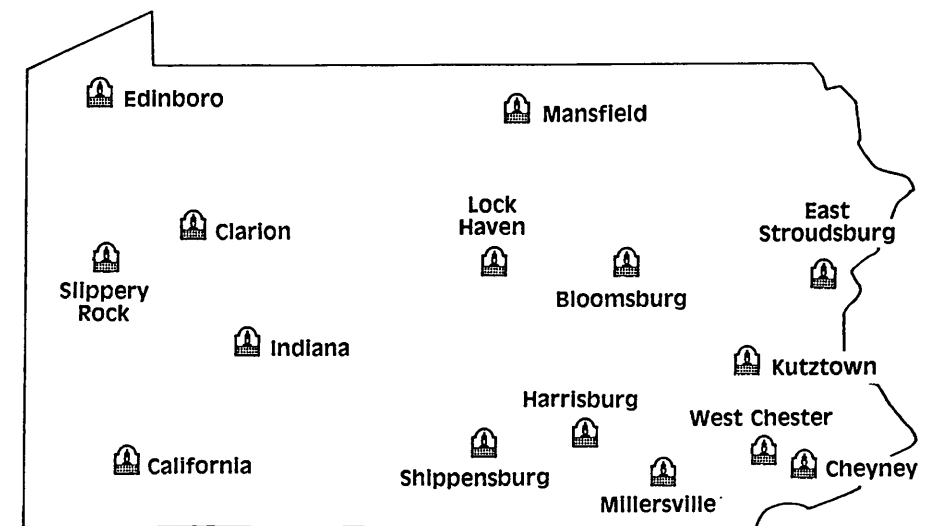 Edinboro
Mansfield
Lock
Haven
East
Stroudsburg
Clarion
Slippery
Rock
Bloomsburg
Indiana
Kutztown
Harrisburg
West Chester
California
Shippensburg
Cheyney
Millersville